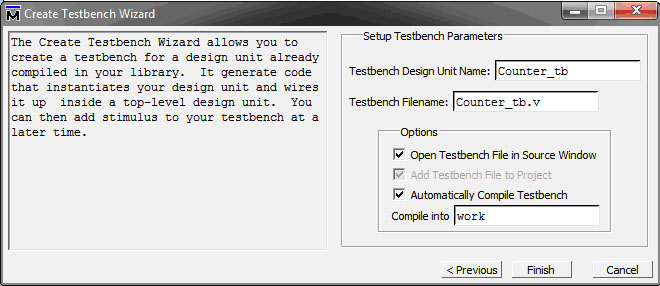 Create Testbench Wizard
The Create Testbench Wizard allows you to
create a testbench for a design unit already
compiled in your library.  It generate code
that instantiates your design unit and wires
it up  inside a top-level design unit.  You
can then add stimulus to your testbench at a
later time.
Setup Testbench Parameters
Testbench Design Unit Name: Counter_tb
Testbench Filename: Counter_tb.v
Options
Open Testbench File in Source Window
Add Testbench File to Project
Automatically Compile Testbench
Compile into work
< Previous Finish Cancel